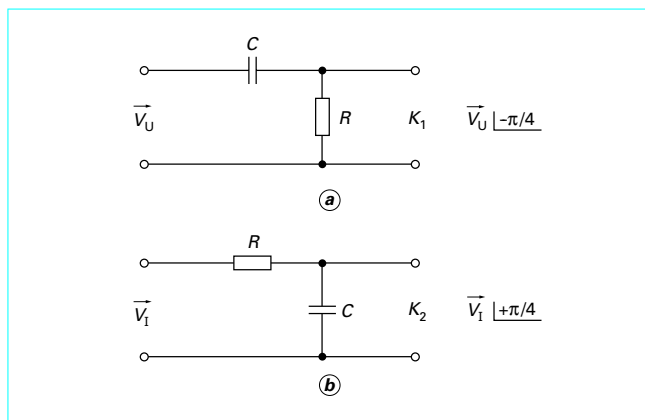 C
V_U R K_1 V_U |-π/4
a
R
V_I C K_2 V_I |+π/4
b